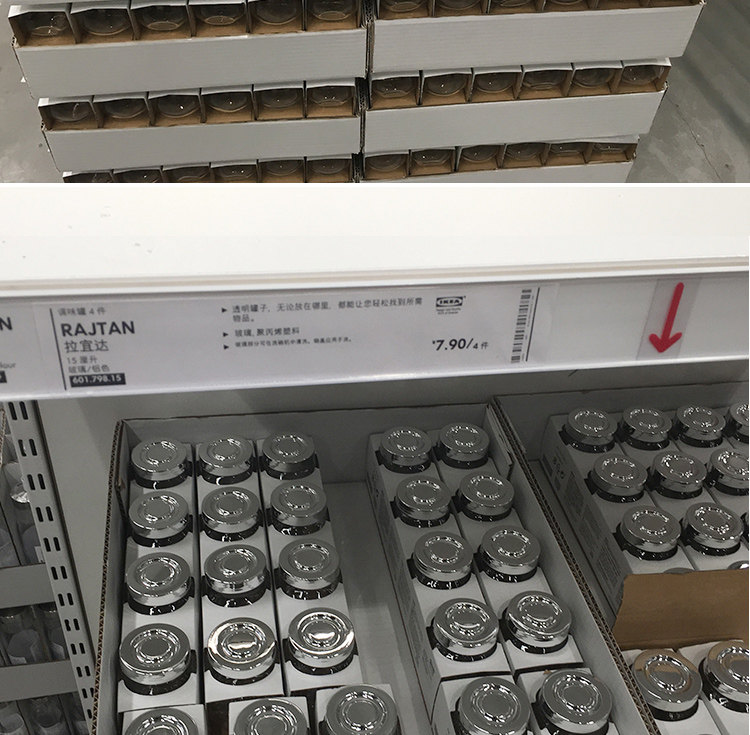 调味罐 4 件
RAJTAN
拉宜达
15 厘升
玻璃/铝色
601.798.15
▶ 透明罐子，无论放在哪里，都能让您轻松找到所需
物品。
▶ 玻璃, 聚丙烯塑料
IKEA
¥7.90/4 件
N